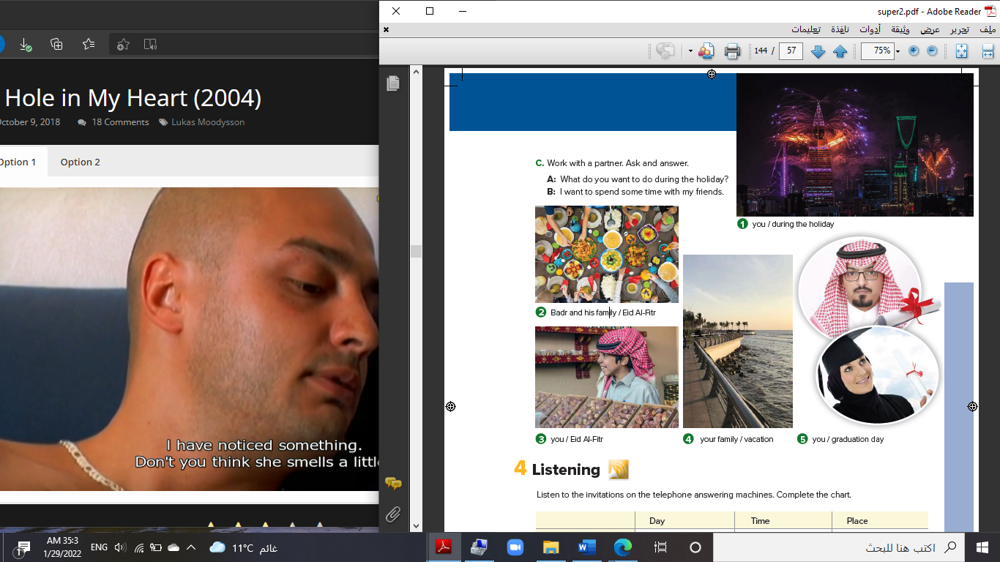 Hole in My Heart (2004)
October 9, 2018 18 Comments Lukas Moodysson
Option 1 Option 2
I have noticed something.
Don't you think she smells a little
super2.pdf - Adobe Reader
ملف تحرير عرض وثيقة أدوات نافذة تعليمات
144 / 57 75%
C. Work with a partner. Ask and answer.
A: What do you want to do during the holiday?
B: I want to spend some time with my friends.
1 you / during the holiday
2 Badr and his family / Eid Al-Fitr
3 you / Eid Al-Fitr
4 your family / vacation
5 you / graduation day
4 Listening
Listen to the invitations on the telephone answering machines. Complete the chart.
Day Time Place
AM 35:3
1/29/2022
ENG
11°C غائم
اكتب هنا للبحث
1